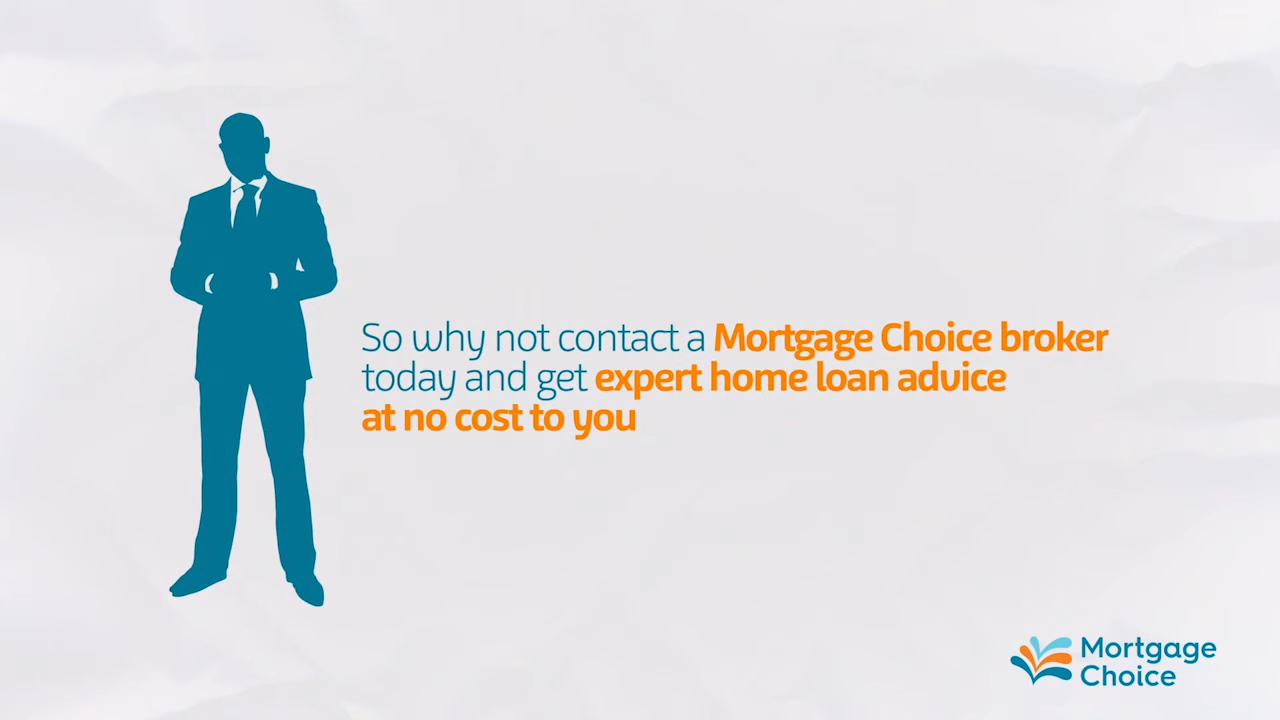 So why not contact a Mortgage Choice broker
today and get expert home loan advice
at no cost to you
Mortgage
Choice